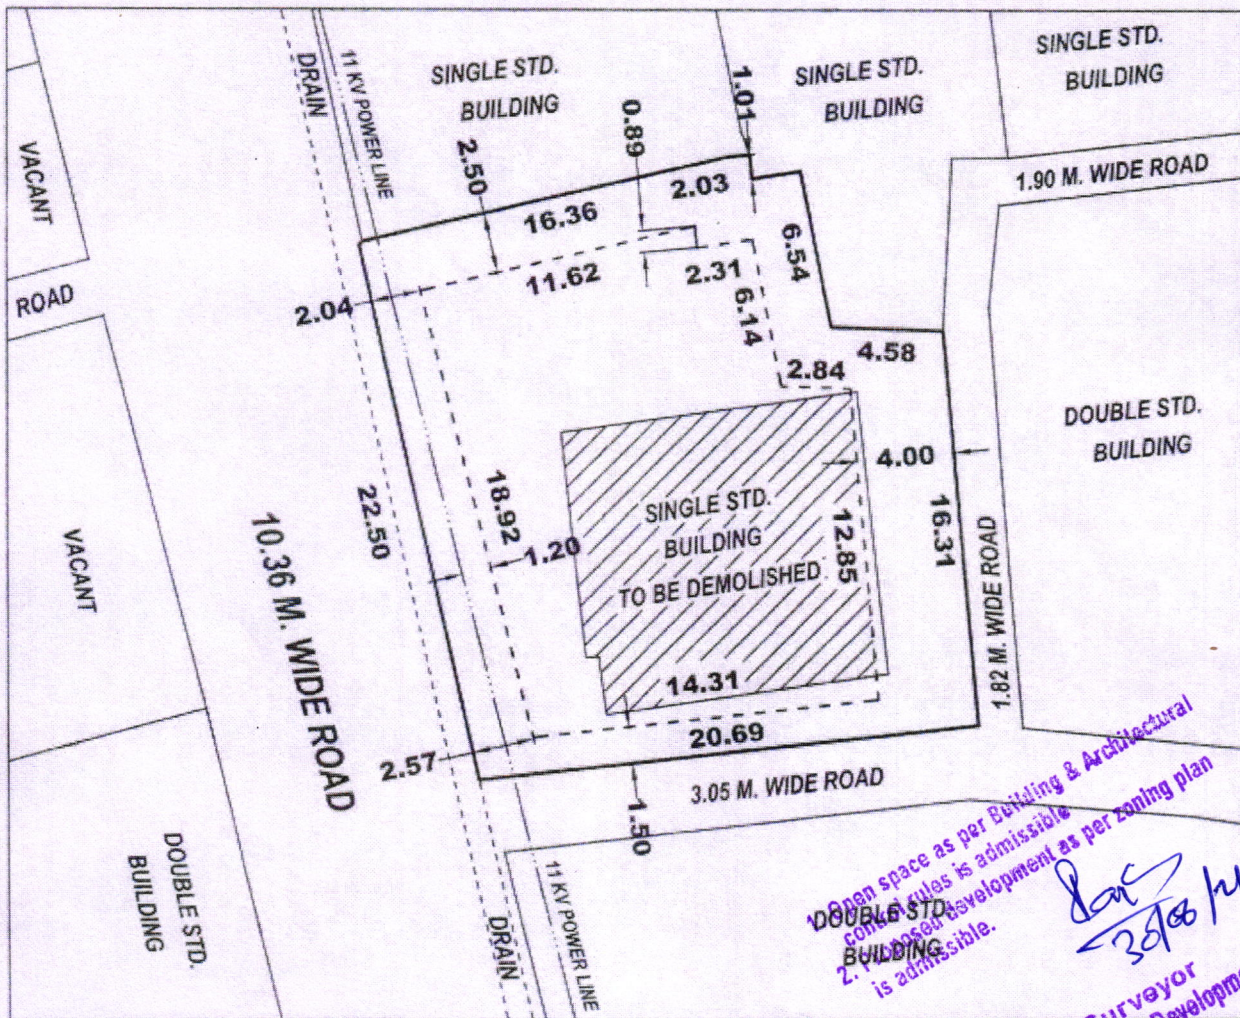 SINGLE STD.
BUILDING
SINGLE STD.
BUILDING
SINGLE STD.
BUILDING
DRAIN
11 KV POWER LINE
1.01
0.89
2.50
VACANT
1.90 M. WIDE ROAD
2.03
16.36
6.54
11.62
2.31
6.14
ROAD
2.04
4.58
2.84
DOUBLE STD.
BUILDING
4.00
22.50
18.92
1.20
SINGLE STD.
BUILDING
TO BE DEMOLISHED
12.85
16.31
10.36 M. WIDE ROAD
VACANT
1.82 M. WIDE ROAD
14.31
20.69
2.57
3.05 M. WIDE ROAD
1.50
DOUBLE STD.
BUILDING
DRAIN
11 KV POWER LINE
DOUBLE STD.
BUILDING
1. Open space as per Building & Architectural
control rules is admissible
2. Proposed development as per zoning plan
is admissible.
30/08/21
Surveyor